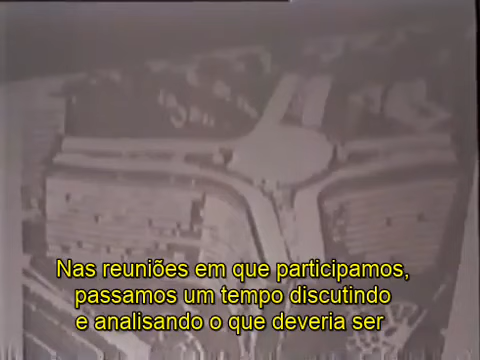 Nas reuniões em que participamos,
passamos um tempo discutindo
e analisando o que deveria ser